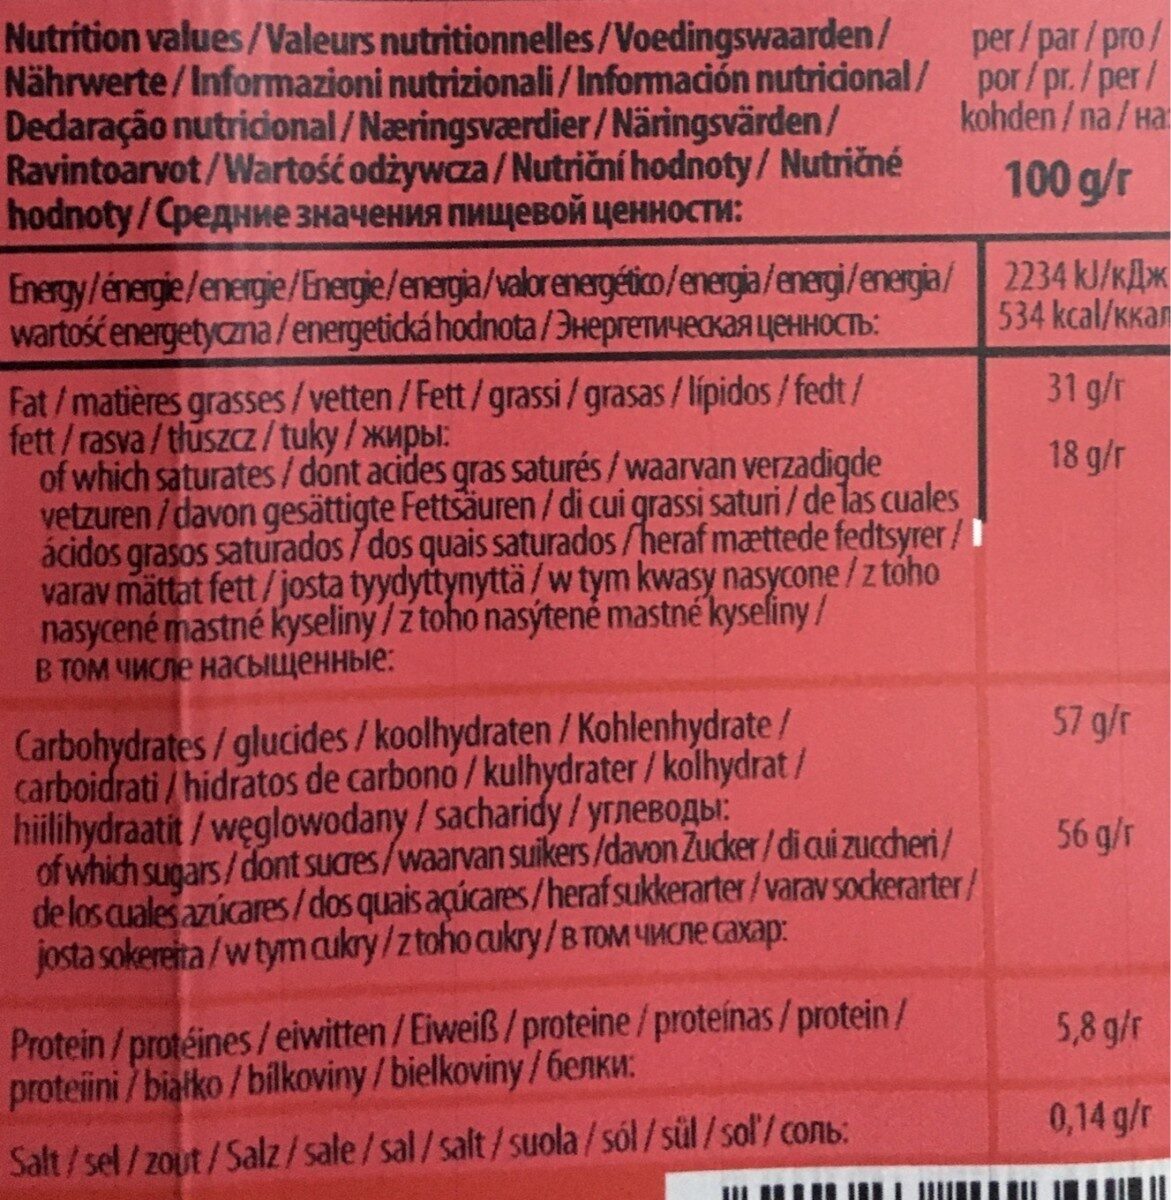 Nutrition values / Valeurs nutritionnelles / Voedingswaarden / per / par / pro /
Nährwerte / Informazioni nutrizionali / Información nutricional / por / pr. / per /
Declaração nutricional / Næringsværdier / Näringsvärden / kohden / na / на:
Ravintoarvot / Wartość odżywcza / Nutriční hodnoty / Nutričné 100 g/г
hodnoty / Средние значения пищевой ценности:
Energy / énergie / energie / Energie / energia / valor energético / energia / energi / energia / 2234 kJ/кДж
wartość energetyczna / energetická hodnota / Энергетическая ценность: 534 kcal/ккал
Fat / matières grasses / vetten / Fett / grassi / grasas / lípidos / fedt / 31 g/г
fett / rasva / tłuszcz / tuky / жиры:
of which saturates / dont acides gras saturés / waarvan verzadigde 18 g/г
vetzuren / davon gesättigte Fettsäuren / di cui grassi saturi / de las cuales
ácidos grasos saturados / dos quais saturados / heraf mættede fedtsyrer /
varav mättat fett / josta tyydyttynyttä / w tym kwasy nasycone / z toho
nasycené mastné kyseliny / z toho nasýtené mastné kyseliny /
в том числе насыщенные:
Carbohydrates / glucides / koolhydraten / Kohlenhydrate / 57 g/г
carboidrati / hidratos de carbono / kulhydrater / kolhydrat /
hiilihydraatit / węglowodany / sacharidy / углеводы:
of which sugars / dont sucres / waarvan suikers /davon Zucker / di cui zuccheri / 56 g/г
de los cuales azúcares / dos quais açúcares / heraf sukkerarter / varav sockerarter /
josta sokereita / w tym cukry / z toho cukry / в том числе сахар:
Protein / protéines / eiwitten / Eiweiß / proteine / proteínas / protein / 5,8 g/г
proteiini / białko / bílkoviny / bielkoviny / белки:
Salt / sel / zout / Salz / sale / sal / salt / suola / sól / sůl / soľ / соль: 0,14 g/г